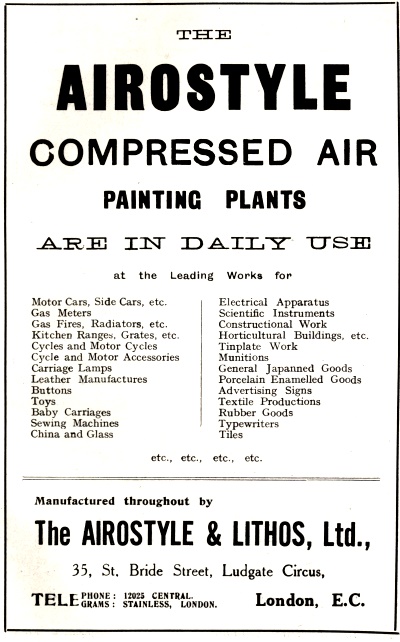 THE
AIROSTYLE
COMPRESSED AIR
PAINTING PLANTS
ARE IN DAILY USE
at the Leading Works for
Motor Cars, Side Cars, etc.
Gas Meters
Gas Fires, Radiators, etc.
Kitchen Ranges, Grates, etc.
Cycles and Motor Cycles
Cycle and Motor Accessories
Carriage Lamps
Leather Manufactures
Buttons
Toys
Baby Carriages
Sewing Machines
China and Glass
Electrical Apparatus
Scientific Instruments
Constructional Work
Horticultural Buildings, etc.
Tinplate Work
Munitions
General Japanned Goods
Porcelain Enamelled Goods
Advertising Signs
Textile Productions
Rubber Goods
Typewriters
Tiles
etc., etc., etc., etc.
Manufactured throughout by
The AIROSTYLE & LITHOS, Ltd.,
35, St. Bride Street, Ludgate Circus,
TELE PHONE: 12025 CENTRAL.
GRAMS: STAINLESS, LONDON.
London, E.C.